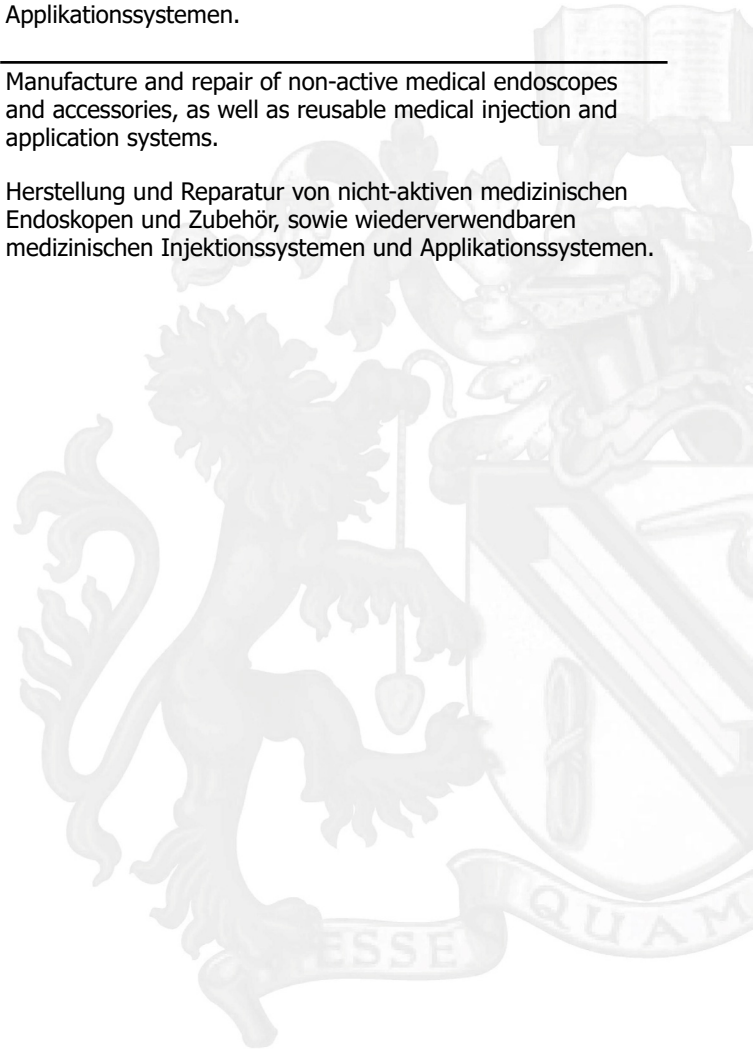 Applikationssystemen.
Manufacture and repair of non-active medical endoscopes
and accessories, as well as reusable medical injection and
application systems.
Herstellung und Reparatur von nicht-aktiven medizinischen
Endoskopen und Zubehör, sowie wiederverwendbaren
medizinischen Injektionssystemen und Applikationssystemen.
ESSE QUAM